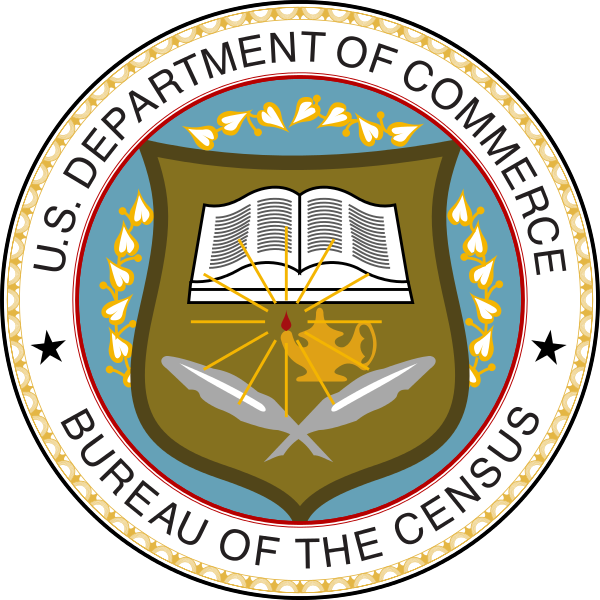 U.S. DEPARTMENT OF COMMERCE
BUREAU OF THE CENSUS